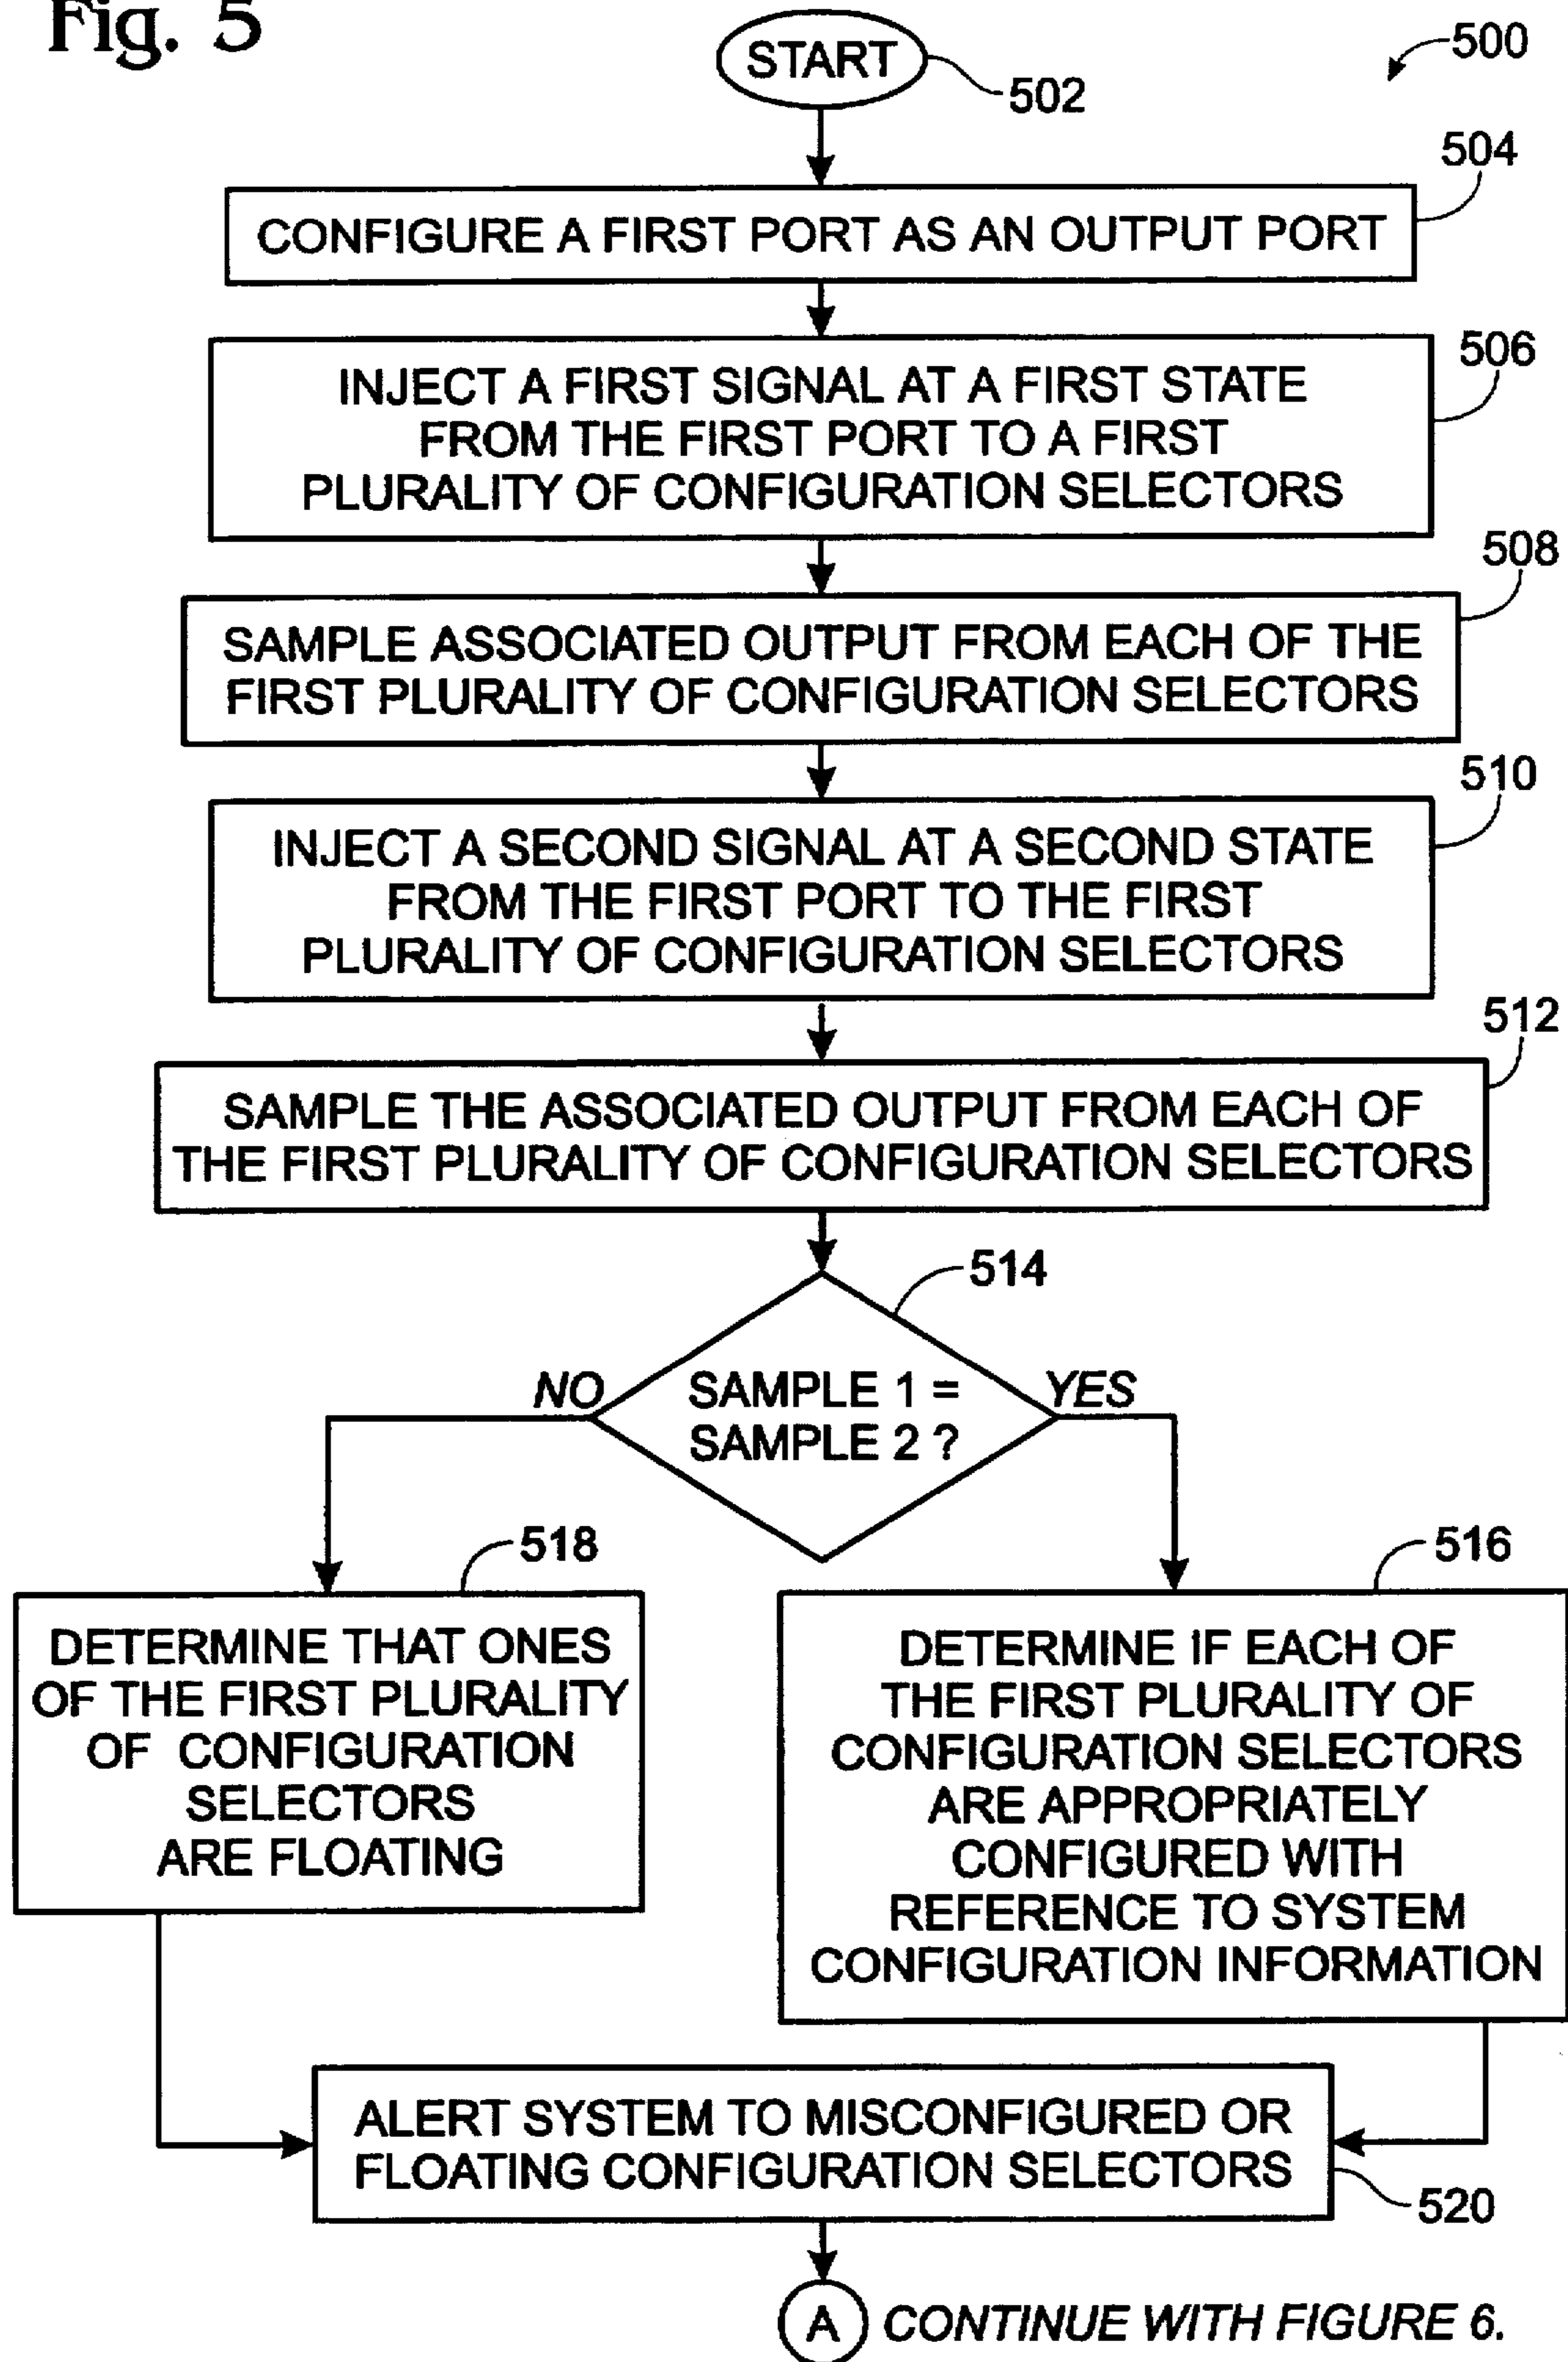 Fig. 5
500
START
502
504
CONFIGURE A FIRST PORT AS AN OUTPUT PORT
506
INJECT A FIRST SIGNAL AT A FIRST STATE
FROM THE FIRST PORT TO A FIRST
PLURALITY OF CONFIGURATION SELECTORS
508
SAMPLE ASSOCIATED OUTPUT FROM EACH OF THE
FIRST PLURALITY OF CONFIGURATION SELECTORS
510
INJECT A SECOND SIGNAL AT A SECOND STATE
FROM THE FIRST PORT TO THE FIRST
PLURALITY OF CONFIGURATION SELECTORS
512
SAMPLE THE ASSOCIATED OUTPUT FROM EACH OF
THE FIRST PLURALITY OF CONFIGURATION SELECTORS
514
NO
SAMPLE 1 =
SAMPLE 2 ?
YES
518
DETERMINE THAT ONES
OF THE FIRST PLURALITY
OF CONFIGURATION
SELECTORS
ARE FLOATING
516
DETERMINE IF EACH OF
THE FIRST PLURALITY OF
CONFIGURATION SELECTORS
ARE APPROPRIATELY
CONFIGURED WITH
REFERENCE TO SYSTEM
CONFIGURATION INFORMATION
ALERT SYSTEM TO MISCONFIGURED OR
FLOATING CONFIGURATION SELECTORS
520
A CONTINUE WITH FIGURE 6.